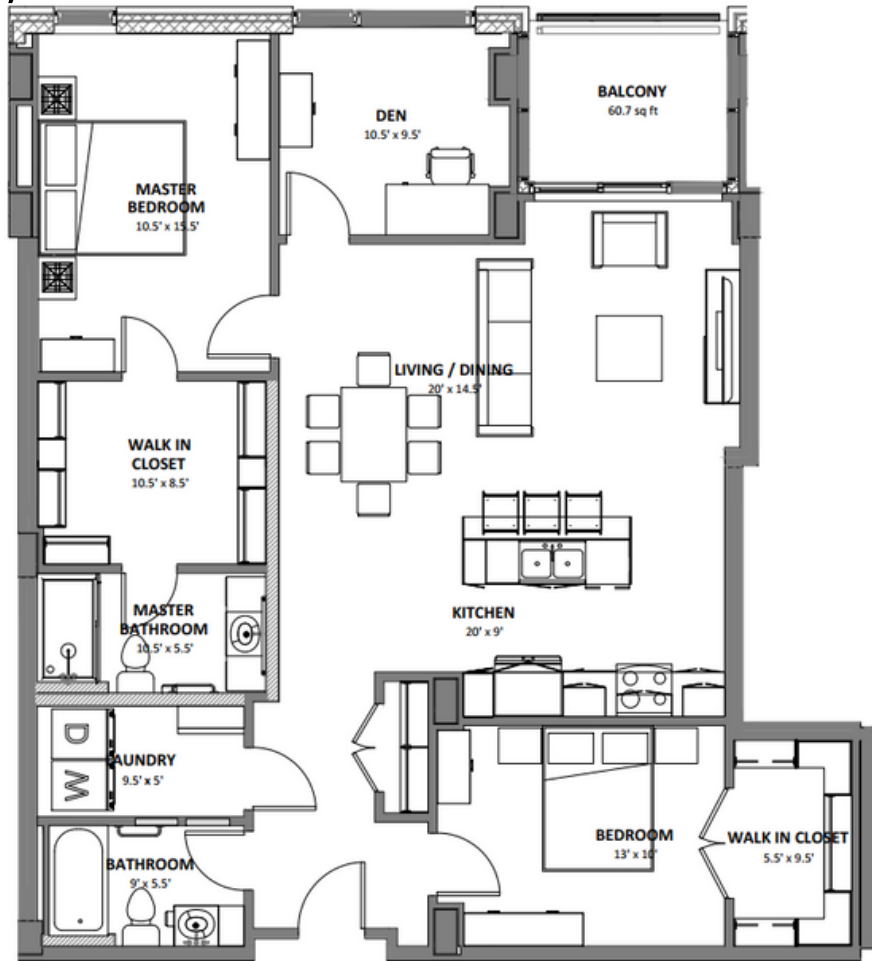 BALCONY
60.7 sq ft
DEN
10.5' x 9.5'
MASTER
BEDROOM
10.5' x 15.5'
LIVING / DINING
20' x 14.5'
WALK IN
CLOSET
10.5' x 8.5'
MASTER
BATHROOM
10.5' x 5.5'
KITCHEN
20' x 9'
D
AUNDRY
9.5' x 5'
W
BEDROOM
13' x 10'
WALK IN CLOSET
5.5' x 9.5'
BATHROOM
9' x 5.5'